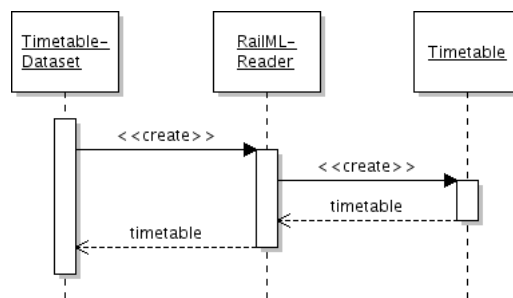 Timetable-
Dataset
RailML-
Reader
Timetable
<<create>>
<<create>>
timetable
timetable